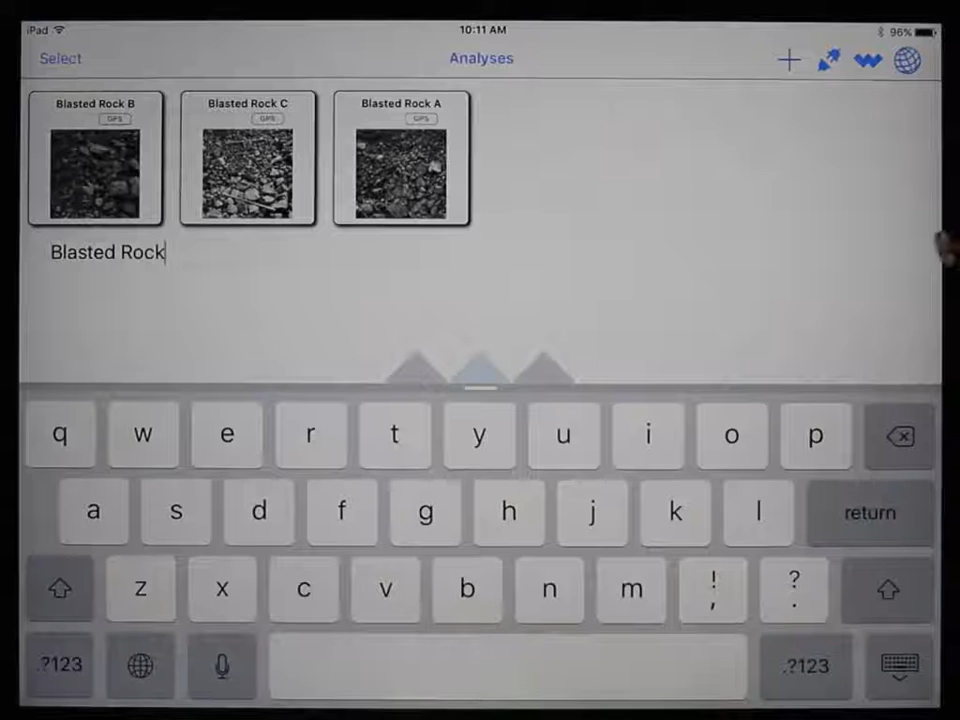 iPad 10:11 AM 96%
Select Analyses
Blasted Rock B Blasted Rock C Blasted Rock A
GPS GPS GPS
Blasted Rock
q w e r t y u i o p
a s d f g h j k l return
z x c v b n m ! , ? .
.?123 .?123